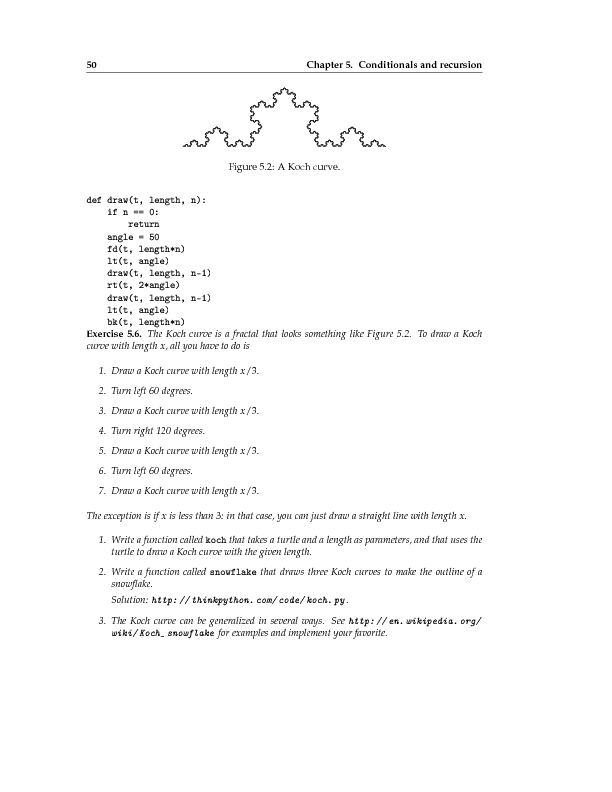 50 Chapter 5. Conditionals and recursion
Figure 5.2: A Koch curve.
def draw(t, length, n):
    if n == 0:
        return
    angle = 50
    fd(t, length*n)
    lt(t, angle)
    draw(t, length, n-1)
    rt(t, 2*angle)
    draw(t, length, n-1)
    lt(t, angle)
    bk(t, length*n)
Exercise 5.6. The Koch curve is a fractal that looks something like Figure 5.2. To draw a Koch
curve with length x, all you have to do is
1. Draw a Koch curve with length x/3.
2. Turn left 60 degrees.
3. Draw a Koch curve with length x/3.
4. Turn right 120 degrees.
5. Draw a Koch curve with length x/3.
6. Turn left 60 degrees.
7. Draw a Koch curve with length x/3.
The exception is if x is less than 3: in that case, you can just draw a straight line with length x.
1. Write a function called koch that takes a turtle and a length as parameters, and that uses the
turtle to draw a Koch curve with the given length.
2. Write a function called snowflake that draws three Koch curves to make the outline of a
snowflake.
Solution: http://thinkpython.com/code/koch.py.
3. The Koch curve can be generalized in several ways. See http://en.wikipedia.org/
wiki/Koch_snowflake for examples and implement your favorite.